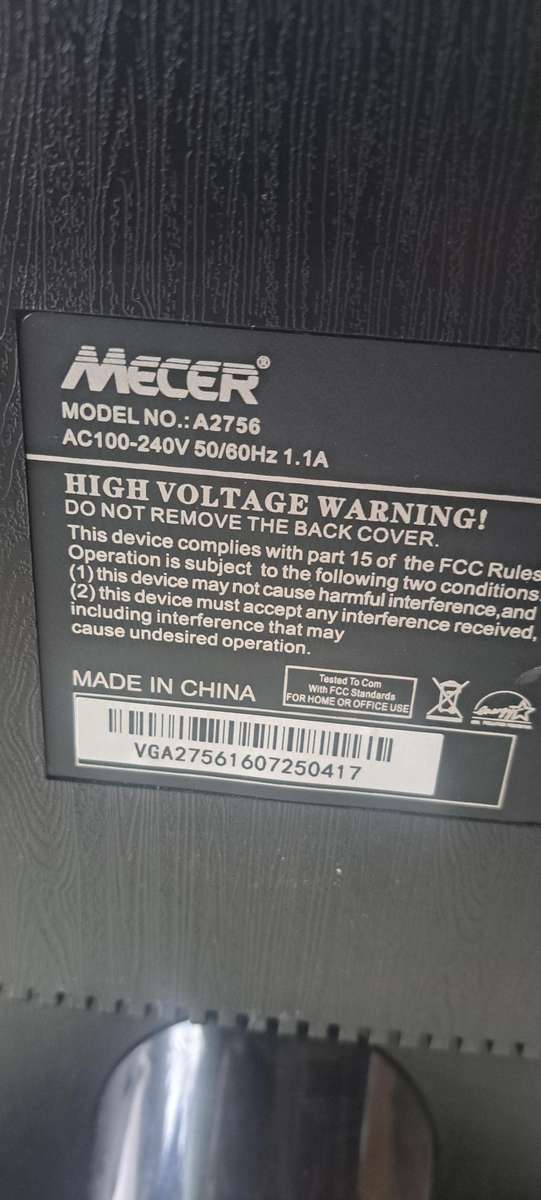 MECER®
MODEL NO.: A2756
AC100-240V 50/60Hz 1.1A
HIGH VOLTAGE WARNING!
DO NOT REMOVE THE BACK COVER.
This device complies with part 15 of the FCC Rules
Operation is subject to the following two conditions
(1) this device may not cause harmful interference,and
(2) this device must accept any interference received,
including interference that may
cause undesired operation.
MADE IN CHINA
Tested To Com
With FCC Standards
FOR HOME OR OFFICE USE
VGA27561607250417